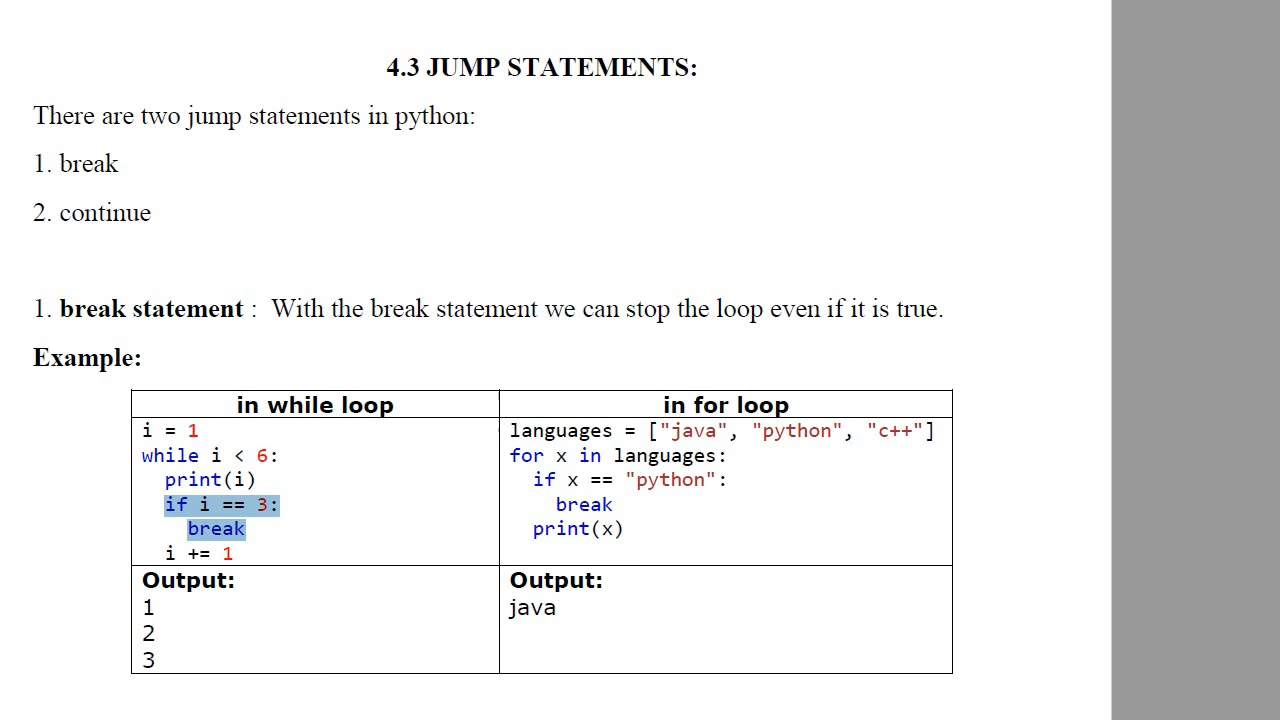 4.3 JUMP STATEMENTS:
There are two jump statements in python:
1. break
2. continue
1. break statement :  With the break statement we can stop the loop even if it is true.
Example:
in while loop
i = 1
while i < 6:
  print(i)
  if i == 3:
    break
  i += 1
Output:
1
2
3
in for loop
languages = ["java", "python", "c++"]
for x in languages:
  if x == "python":
    break
  print(x)
Output:
java